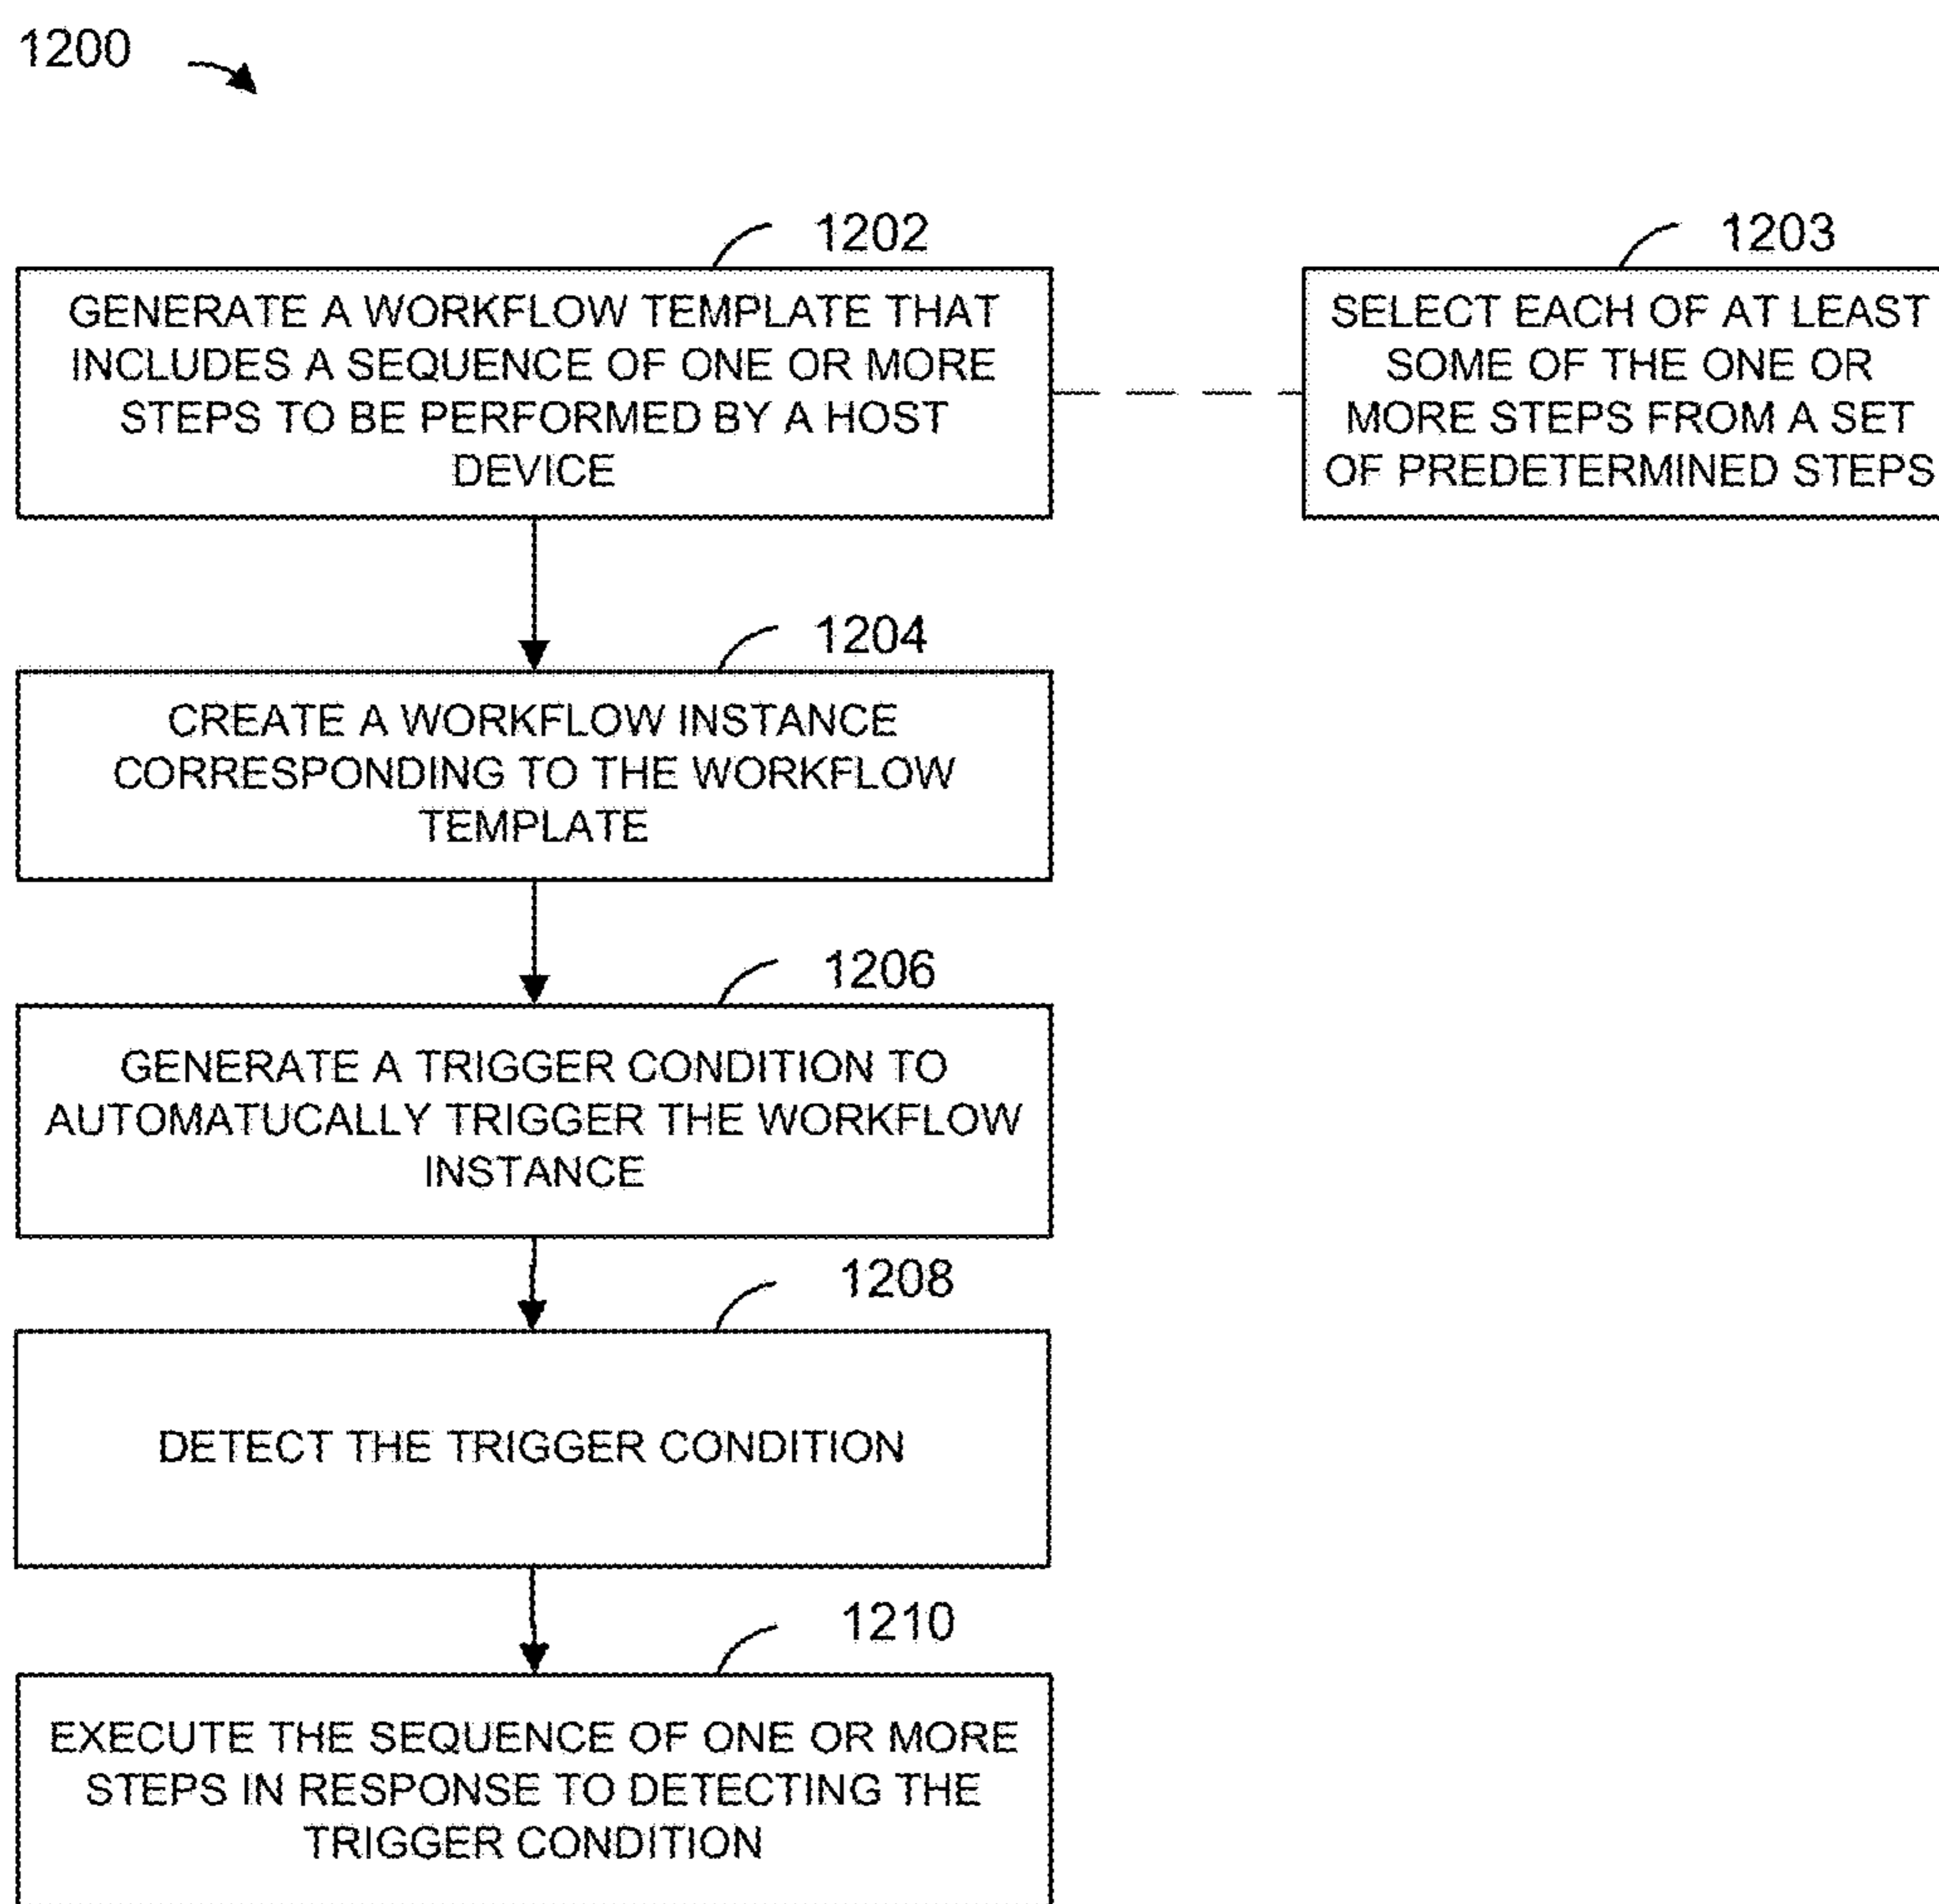 1200
1202
GENERATE A WORKFLOW TEMPLATE THAT
INCLUDES A SEQUENCE OF ONE OR MORE
STEPS TO BE PERFORMED BY A HOST
DEVICE
1203
SELECT EACH OF AT LEAST
SOME OF THE ONE OR
MORE STEPS FROM A SET
OF PREDETERMINED STEPS
1204
CREATE A WORKFLOW INSTANCE
CORRESPONDING TO THE WORKFLOW
TEMPLATE
1206
GENERATE A TRIGGER CONDITION TO
AUTOMATUCALLY TRIGGER THE WORKFLOW
INSTANCE
1208
DETECT THE TRIGGER CONDITION
1210
EXECUTE THE SEQUENCE OF ONE OR MORE
STEPS IN RESPONSE TO DETECTING THE
TRIGGER CONDITION